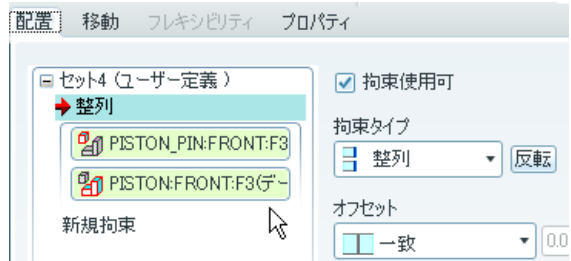 配置 移動 フレキシビリティ プロパティ
セット4（ユーザー定義）
整列
PISTON_PIN:FRONT:F3
PISTON:FRONT:F3(デー
新規拘束
拘束使用可
拘束タイプ
整列 反転
オフセット
一致 0.0